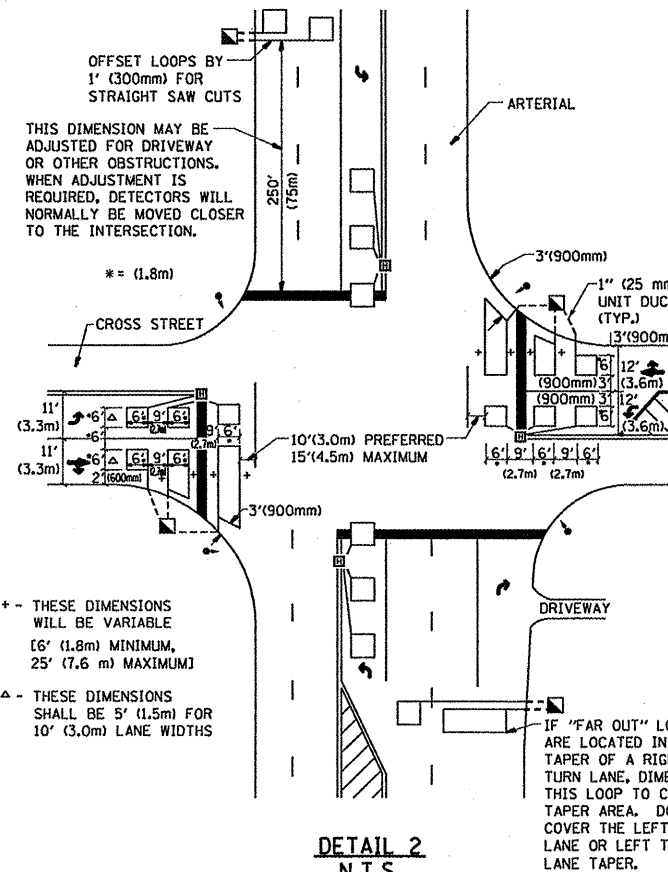 OFFSET LOOPS BY
1' (300mm) FOR
STRAIGHT SAW CUTS
THIS DIMENSION MAY BE
ADJUSTED FOR DRIVEWAY
OR OTHER OBSTRUCTIONS.
WHEN ADJUSTMENT IS
REQUIRED, DETECTORS WILL
NORMALLY BE MOVED CLOSER
TO THE INTERSECTION.
* = (1.8m)
250'
(75m)
ARTERIAL
CROSS STREET
3'(900mm)
1" (25 mm
UNIT DUC
(TYP.)
3'(900m
12'
(3.6m)
6'
(900mm) 3'
(900mm) 3'
12'
(3.6m)
6'
H
H
H
H
11'
(3.3m)
*6'
Δ
6' 9' 6'
(2.7m)
*6'
9' 6'
(2.7m) *
11'
(3.3m)
*6'
Δ
6' 9' 6'
(2.7m)
2' (600mm)
10'(3.0m) PREFERRED
15'(4.5m) MAXIMUM
6' 9' 6' 9' 6'
* (2.7m) * (2.7m) *
3'(900mm)
+ - THESE DIMENSIONS
WILL BE VARIABLE
[6' (1.8m) MINIMUM,
25' (7.6 m) MAXIMUM]
Δ - THESE DIMENSIONS
SHALL BE 5' (1.5m) FOR
10' (3.0m) LANE WIDTHS
DRIVEWAY
IF "FAR OUT" LO
ARE LOCATED IN
TAPER OF A RIG
TURN LANE, DIME
THIS LOOP TO C
TAPER AREA. DO
COVER THE LEFT
LANE OR LEFT T
LANE TAPER.
DETAIL 2
N.T.S.